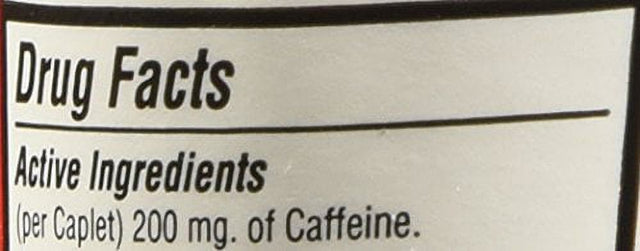 Drug Facts
Active Ingredients
(per Caplet) 200 mg. of Caffeine.